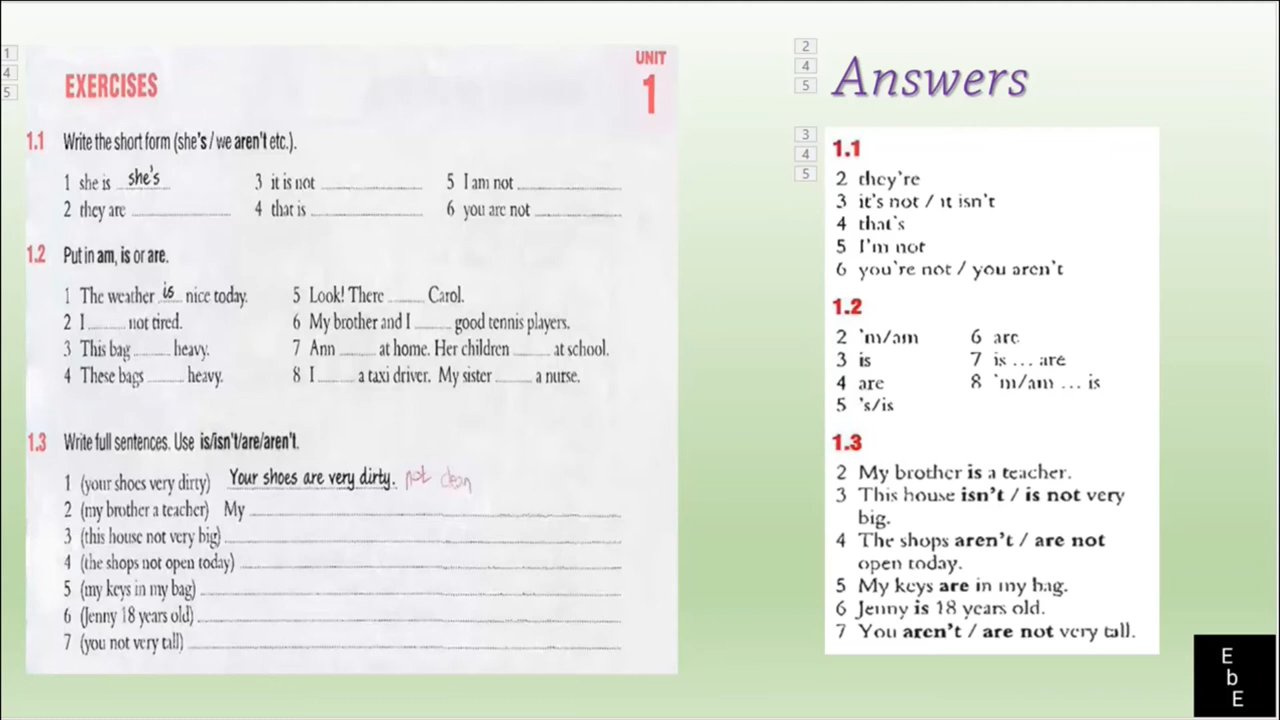 1
4
5
EXERCISES
UNIT
1
1.1 Write the short form (she's / we aren't etc.).
1 she is she's 3 it is not 5 I am not
2 they are 4 that is 6 you are not
1.2 Put in am, is or are.
1 The weather is nice today. 5 Look! There Carol.
2 I not tired. 6 My brother and I good tennis players.
3 This bag heavy. 7 Ann at home. Her children at school.
4 These bags heavy. 8 I a taxi driver. My sister a nurse.
1.3 Write full sentences. Use is/isn't/are/aren't.
1 (your shoes very dirty) Your shoes are very dirty. not clean
2 (my brother a teacher) My
3 (this house not very big)
4 (the shops not open today)
5 (my keys in my bag)
6 (Jenny 18 years old)
7 (you not very tall)
2
4
5
Answers
3
4
5
1.1
2 they're
3 it's not / it isn't
4 that's
5 I'm not
6 you're not / you aren't
1.2
2 'm/am 6 are
3 is 7 is ... are
4 are 8 'm/am ... is
5 's/is
1.3
2 My brother is a teacher.
3 This house isn't / is not very
big.
4 The shops aren't / are not
open today.
5 My keys are in my bag.
6 Jenny is 18 years old.
7 You aren't / are not very tall.
E
b
E